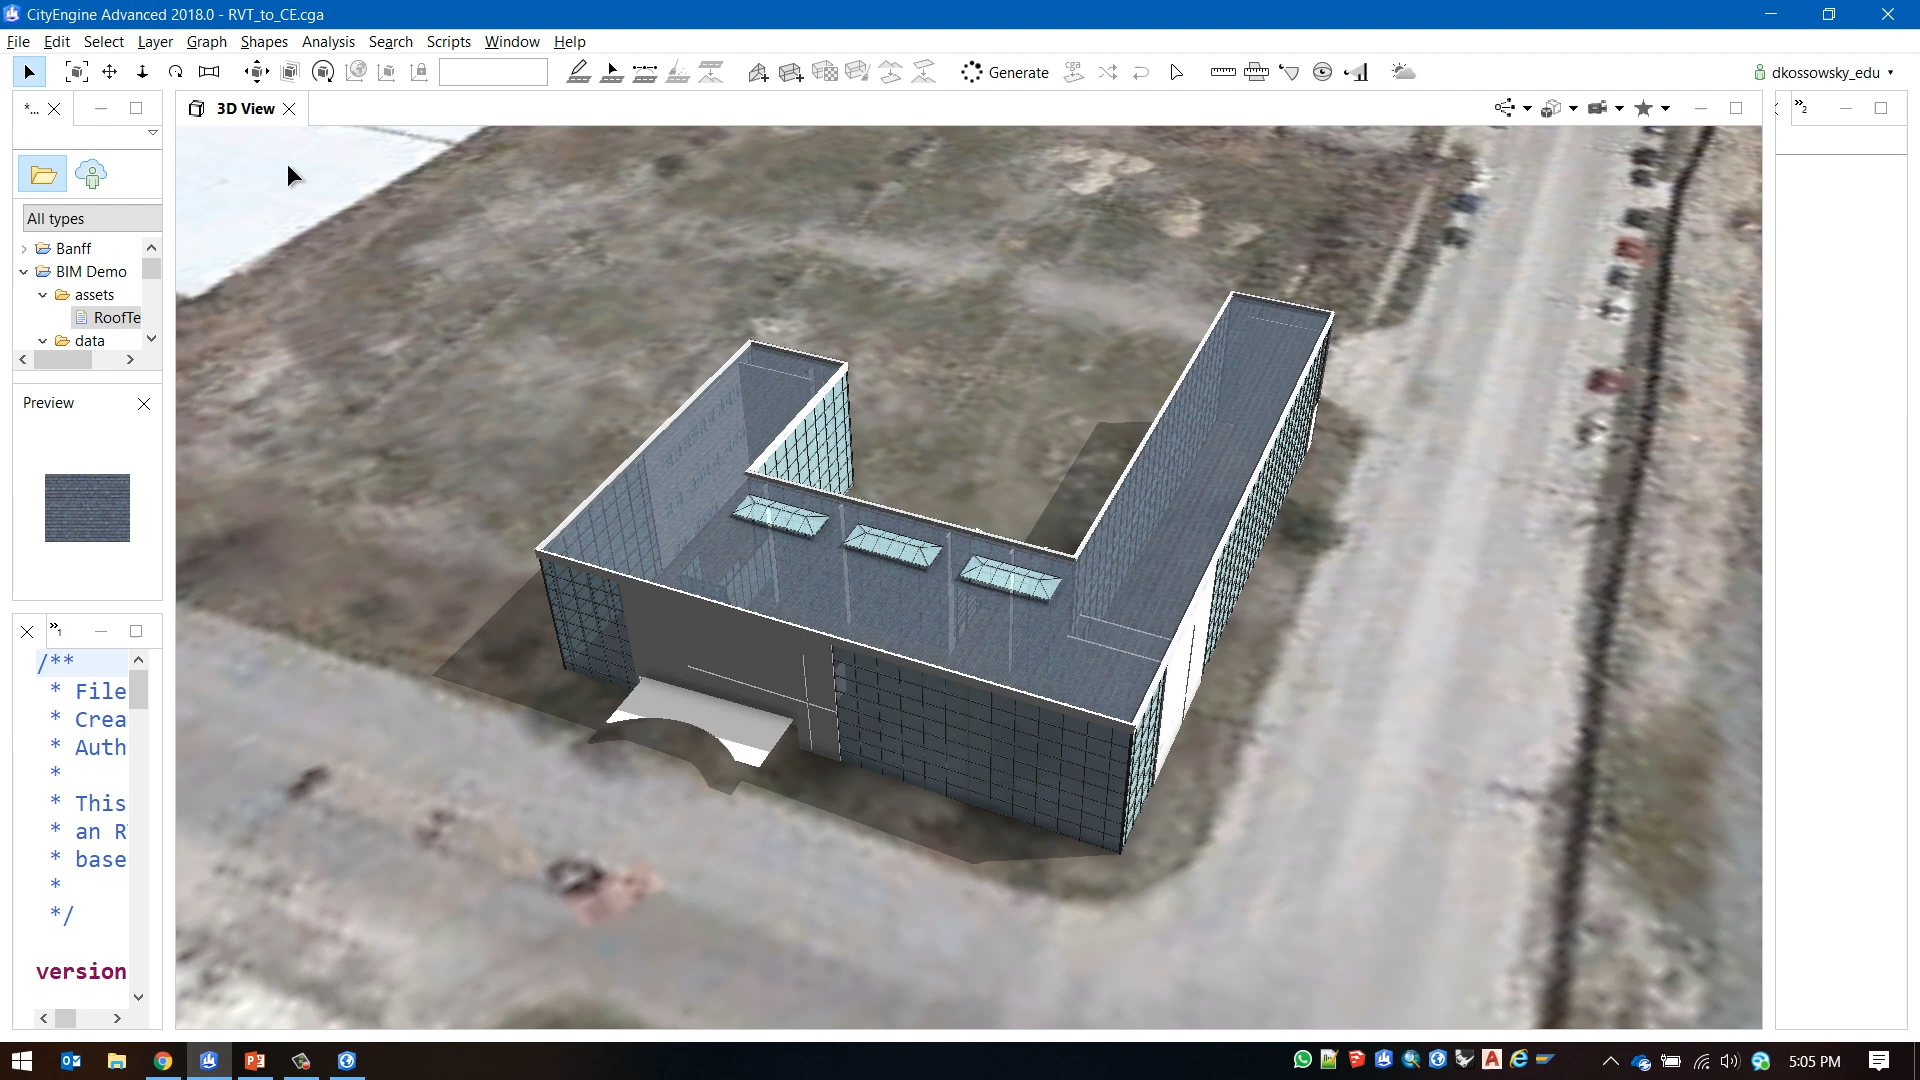 CityEngine Advanced 2018.0 - RVT_to_CE.cga
File Edit Select Layer Graph Shapes Analysis Search Scripts Window Help
Generate
dkossowsky_edu
*...
3D View
»2
All types
Banff
BIM Demo
assets
RoofTe
data
Preview
»1
/**
* File
* Crea
* Auth
*
* This
* an R
* base
*
*/
version
5:05 PM